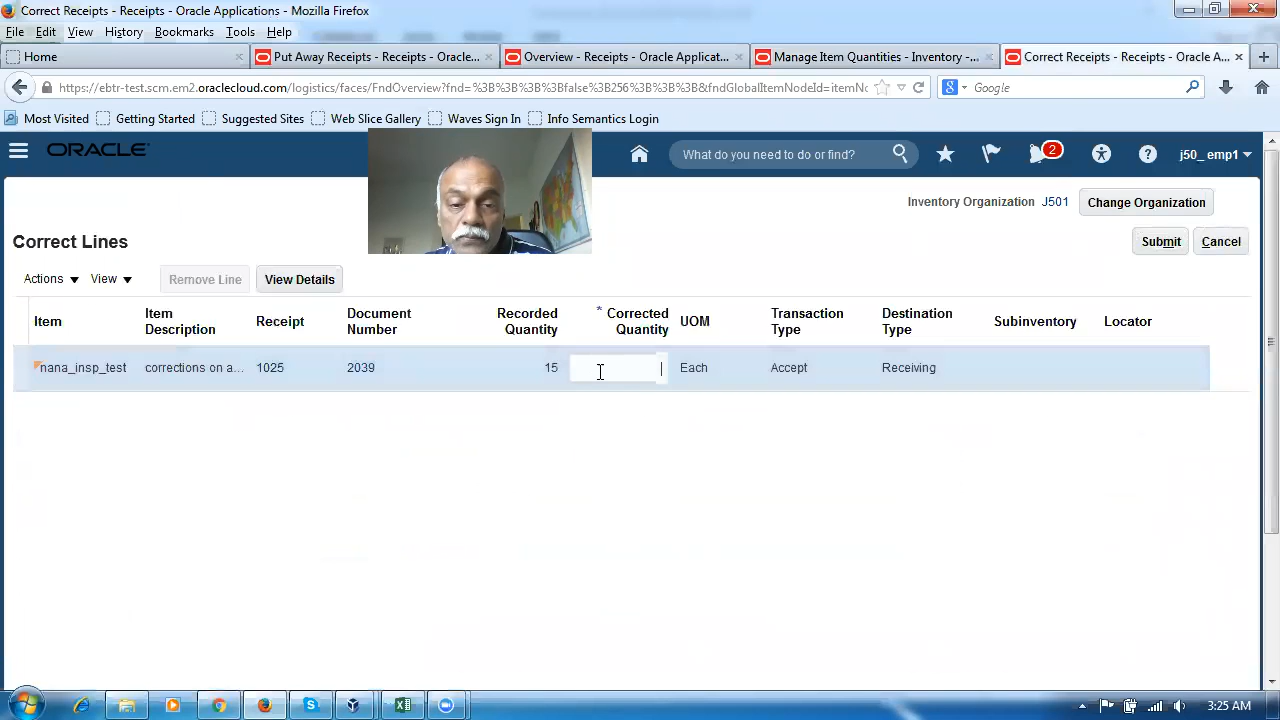 Correct Receipts - Receipts - Oracle Applications - Mozilla Firefox
File Edit View History Bookmarks Tools Help
Home
Put Away Receipts - Receipts - Oracle...
Overview - Receipts - Oracle Applicat...
Manage Item Quantities - Inventory -...
Correct Receipts - Receipts - Oracle A...
https://ebtr-test.scm.em2.oraclecloud.com/logistics/faces/FndOverview?fnd=%3B%3B%3B%3Bfalse%3B256%3B%3B%3B&fndGlobalItemNodeId=itemNo
Google
Most Visited Getting Started Suggested Sites Web Slice Gallery Waves Sign In Info Semantics Login
ORACLE
What do you need to do or find?
2
j50_emp1
Inventory Organization J501 Change Organization
Correct Lines
Submit Cancel
Actions View Remove Line View Details
Item Item Description Receipt Document Number Recorded Quantity * Corrected Quantity UOM Transaction Type Destination Type Subinventory Locator
nana_insp_test corrections on a... 1025 2039 15 Each Accept Receiving
3:25 AM